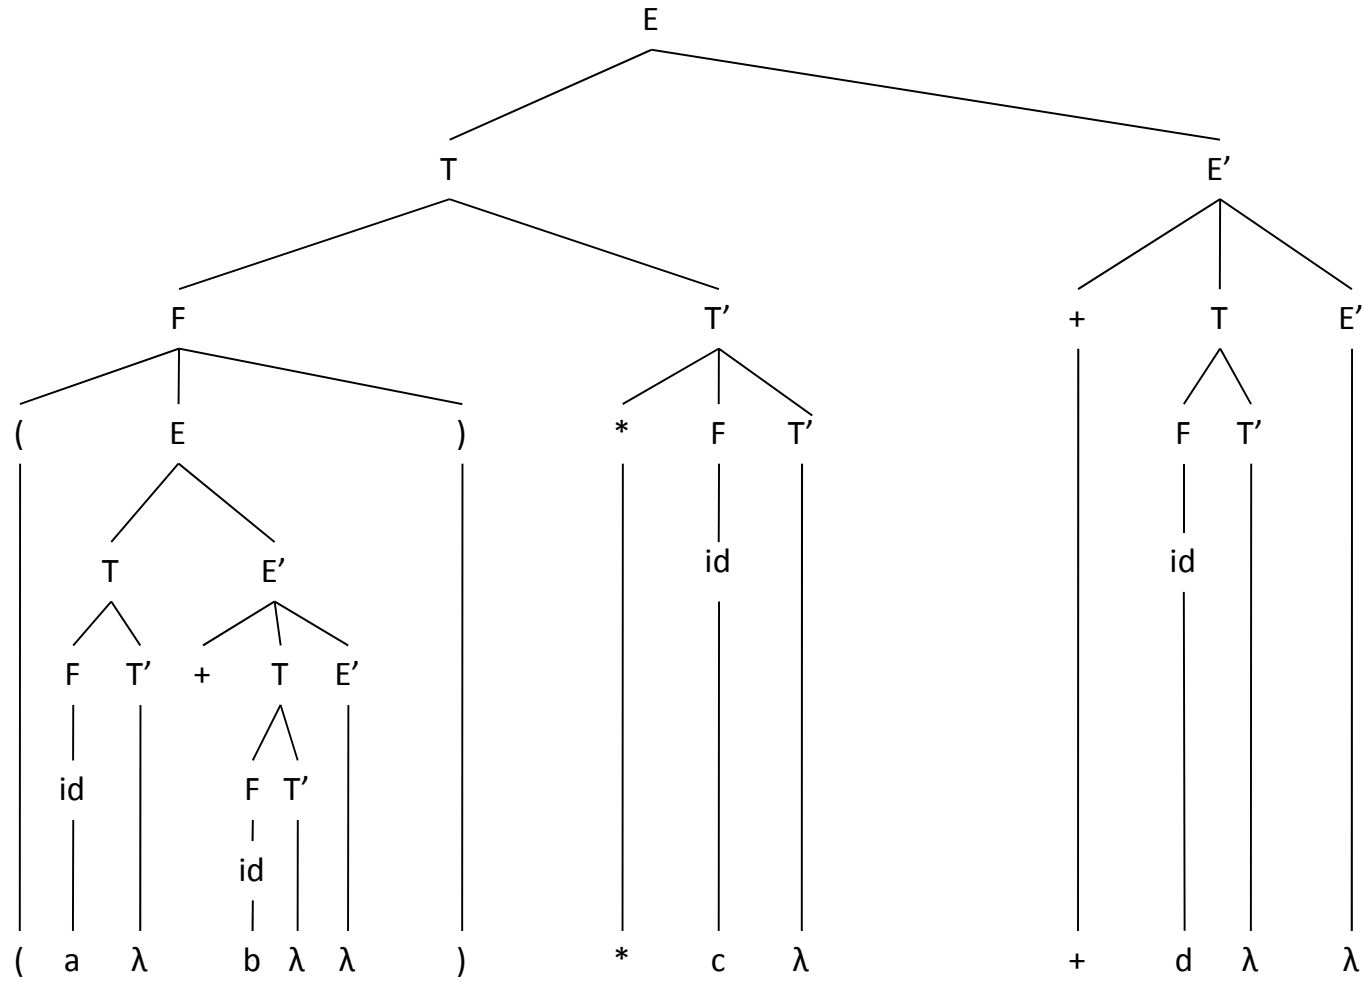 E
T E’
F T’ + T E’
( E ) * F T’ F T’
id id
T E’
F T’ + T E’
id F T’
id
( a λ b λ λ ) * c λ + d λ λ